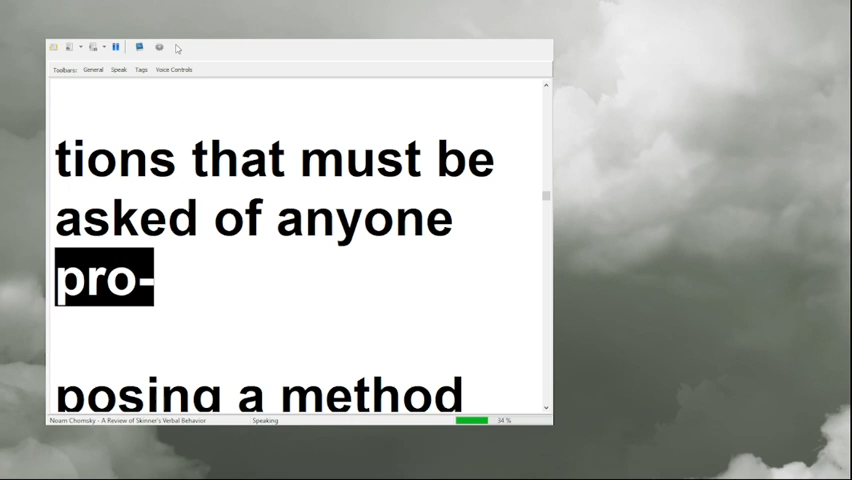 Toolbars: General Speak Tags Voice Controls
tions that must be
asked of anyone
pro-
posing a method
Noam Chomsky - A Review of Skinner's Verbal Behavior Speaking 34 %